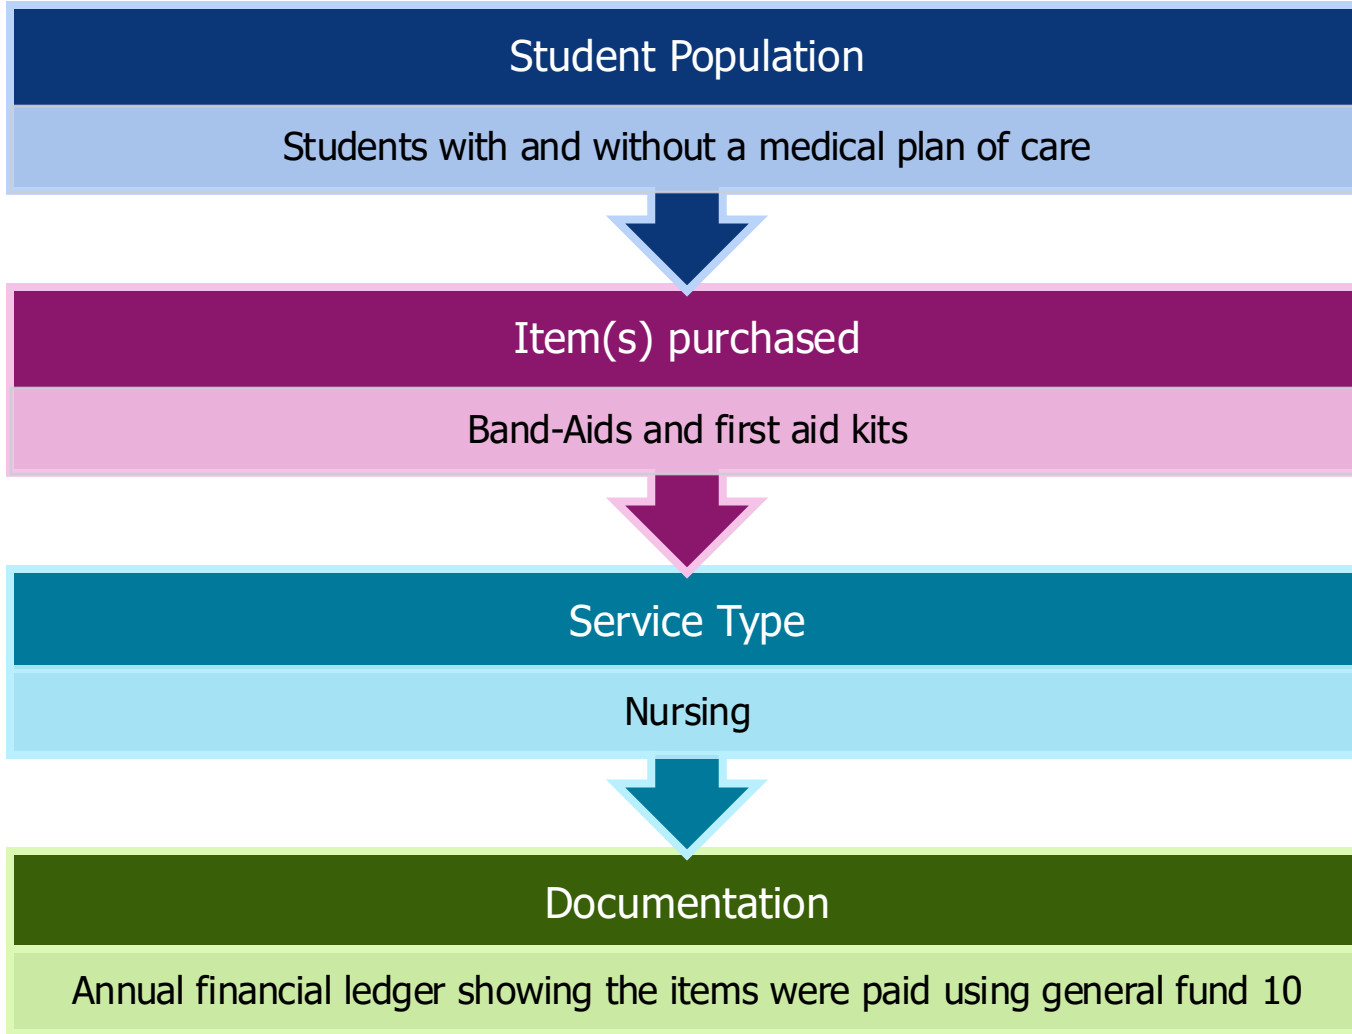 Student Population
Students with and without a medical plan of care
Item(s) purchased
Band-Aids and first aid kits
Service Type
Nursing
Documentation
Annual financial ledger showing the items were paid using general fund 10